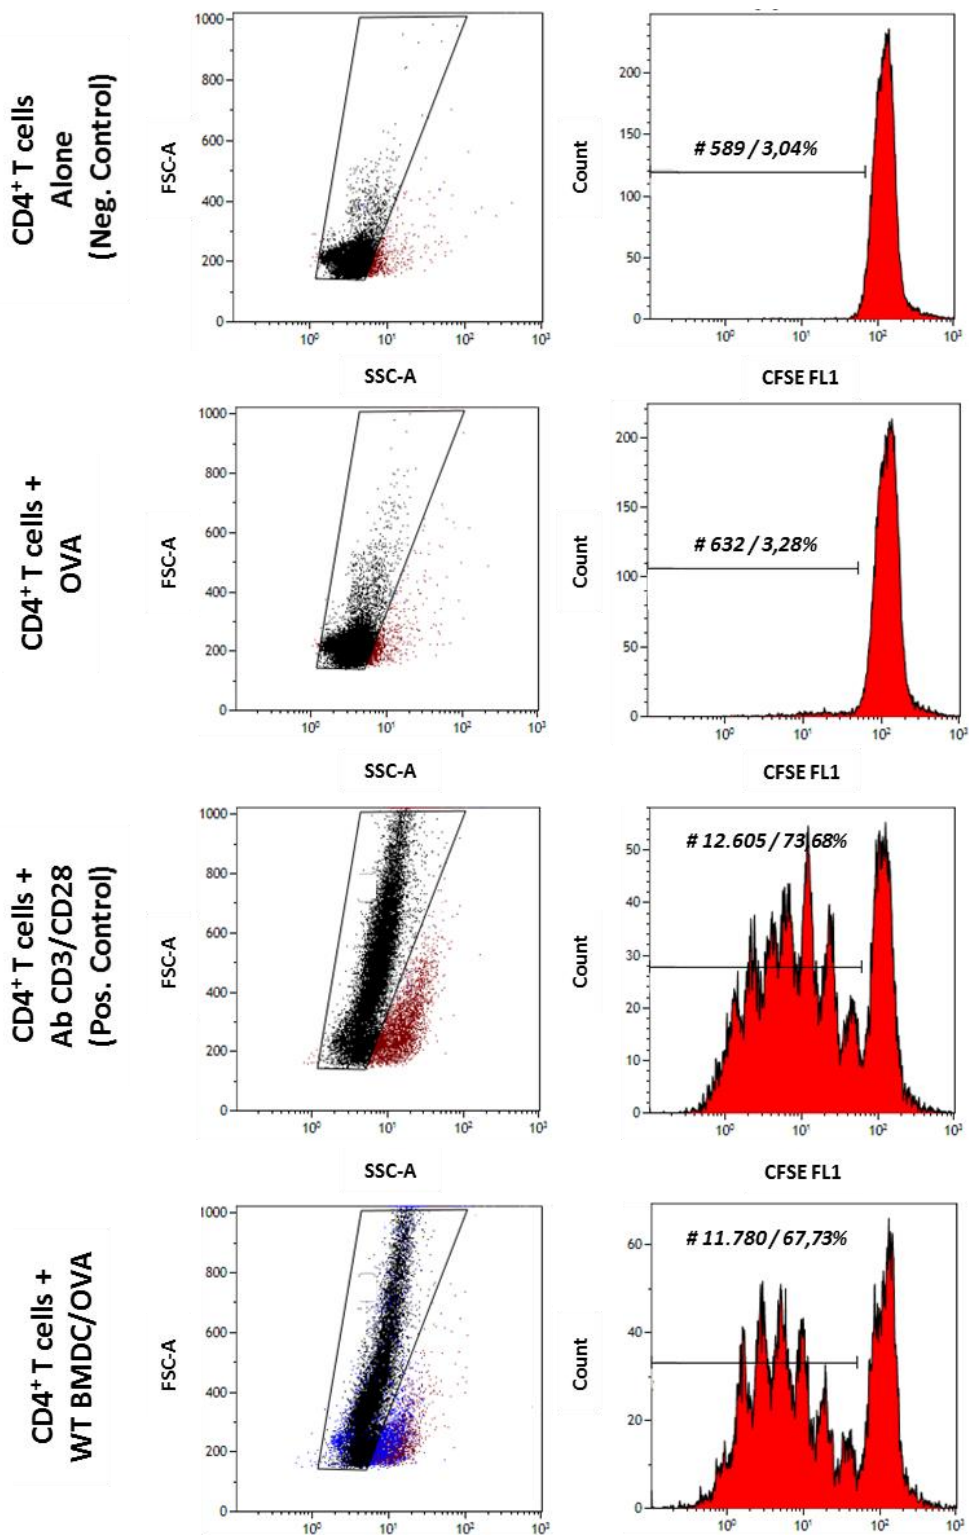 CD4⁺ T cells
Alone
(Neg. Control)
FSC-A
1000
800
600
400
200
0
10⁰ 10¹ 10² 10³
SSC-A
Count
200
150
100
50
0
# 589 / 3,04%
10⁰ 10¹ 10² 10³
CFSE FL1
CD4⁺ T cells +
OVA
FSC-A
1000
800
600
400
200
0
10⁰ 10¹ 10² 10³
SSC-A
Count
200
150
100
50
0
# 632 / 3,28%
10⁰ 10¹ 10² 10³
CFSE FL1
CD4⁺ T cells +
Ab CD3/CD28
(Pos. Control)
FSC-A
1000
800
600
400
200
0
10⁰ 10¹ 10² 10³
SSC-A
Count
50
40
30
20
10
0
# 12.605 / 73,68%
10⁰ 10¹ 10² 10³
CFSE FL1
CD4⁺ T cells +
WT BMDC/OVA
FSC-A
1000
800
600
400
200
0
10⁰ 10¹ 10² 10³
Count
60
40
20
0
# 11.780 / 67,73%
10⁰ 10¹ 10² 10³